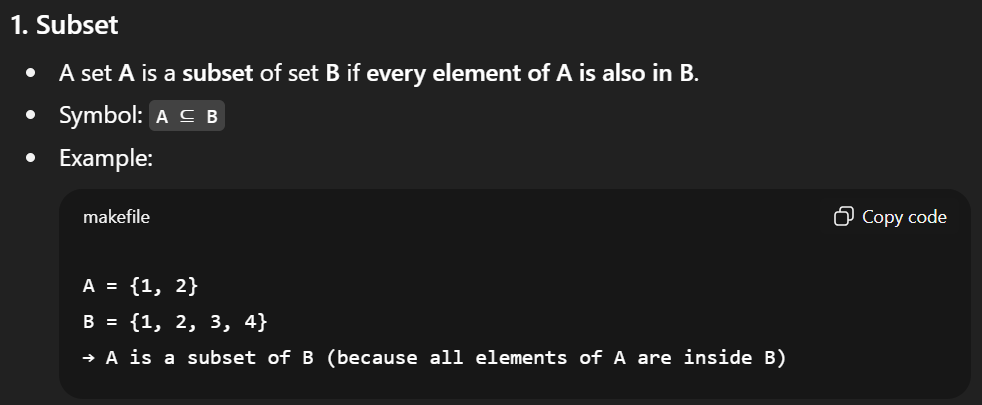 1. Subset
• A set A is a subset of set B if every element of A is also in B.
• Symbol: A ⊆ B
• Example:
makefile Copy code
A = {1, 2}
B = {1, 2, 3, 4}
→ A is a subset of B (because all elements of A are inside B)